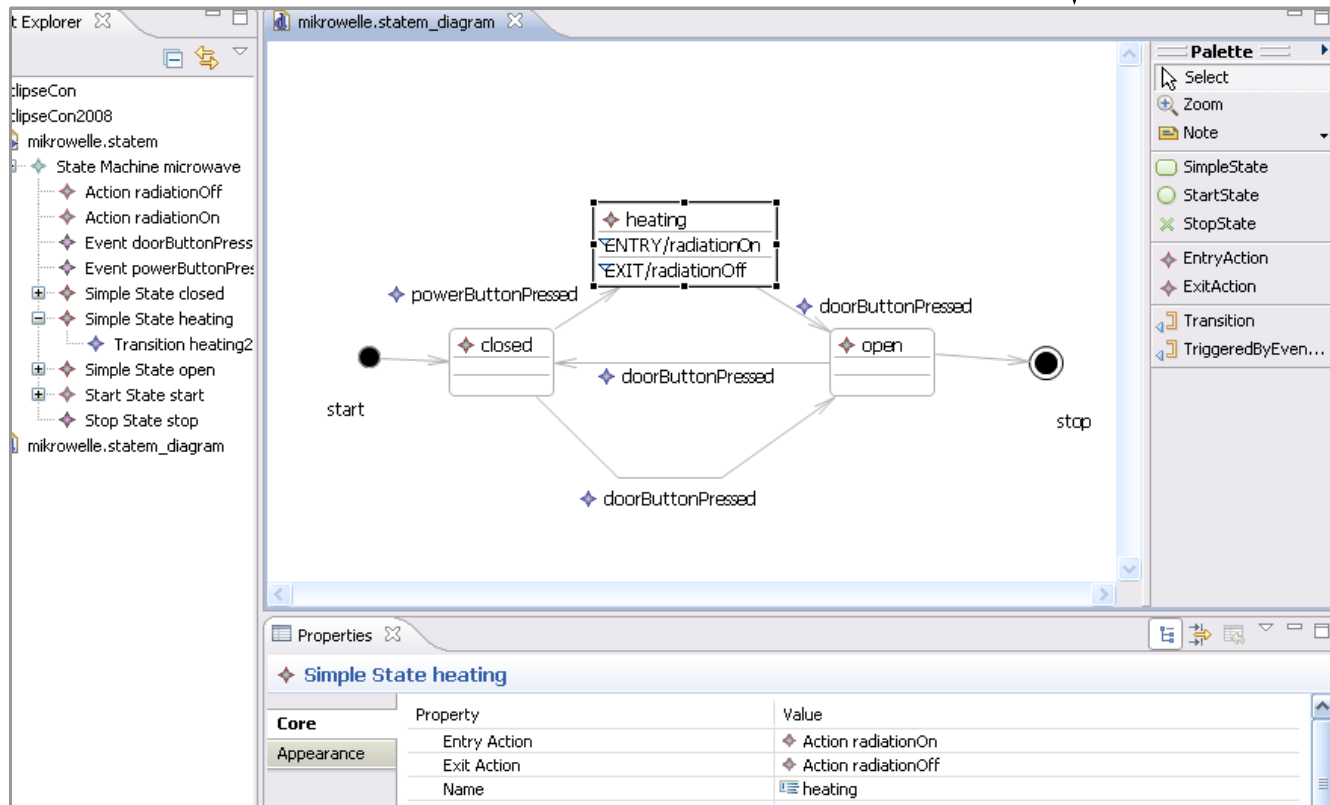 t Explorer
clipseCon
clipseCon2008
mikrowelle.statem
State Machine microwave
Action radiationOff
Action radiationOn
Event doorButtonPress
Event powerButtonPres
Simple State closed
Simple State heating
Transition heating2
Simple State open
Start State start
Stop State stop
mikrowelle.statem_diagram
mikrowelle.statem_diagram
heating
ENTRY/radiationOn
EXIT/radiationOff
powerButtonPressed
doorButtonPressed
closed
open
doorButtonPressed
start
stop
doorButtonPressed
Palette
Select
Zoom
Note
SimpleState
StartState
StopState
EntryAction
ExitAction
Transition
TriggeredByEven...
Properties
Simple State heating
Core
Appearance
Property Value
Entry Action Action radiationOn
Exit Action Action radiationOff
Name heating